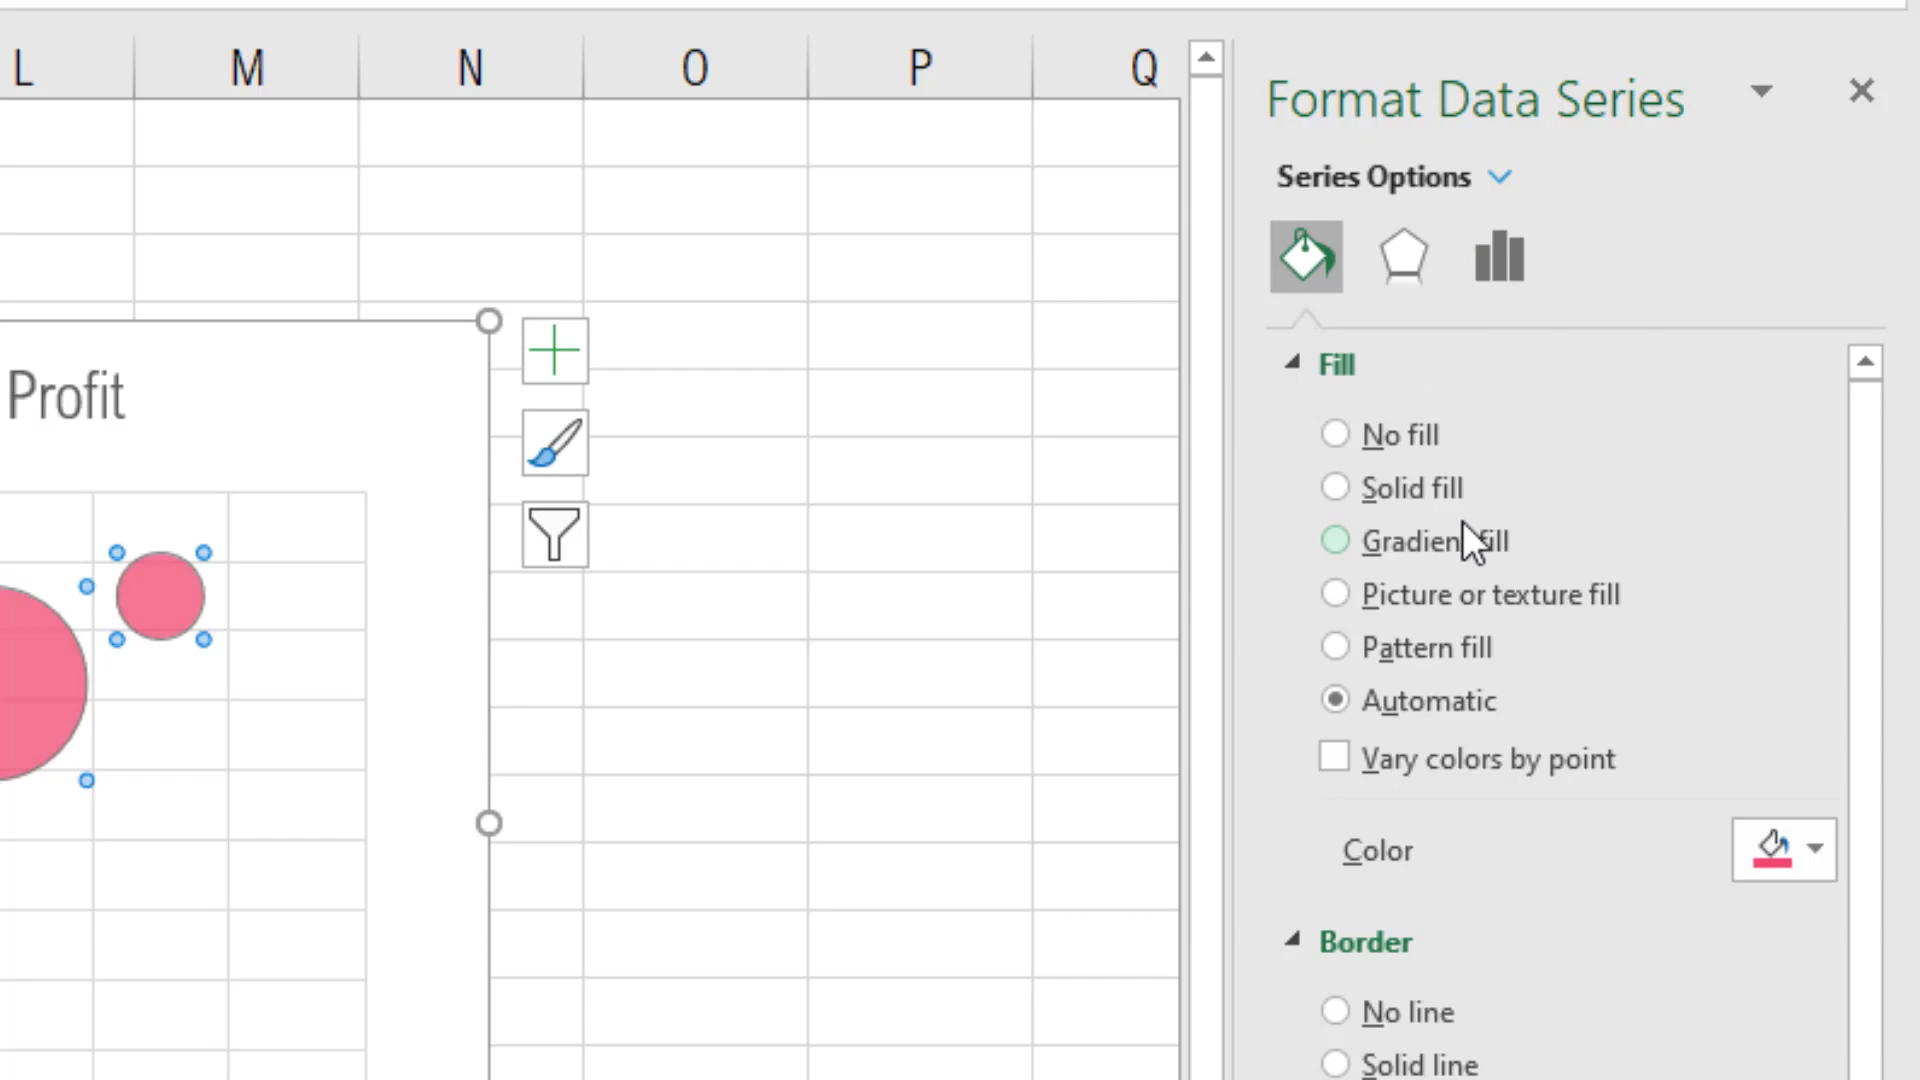 L M N O P Q
Profit
Format Data Series
Series Options
Fill
No fill
Solid fill
Gradient fill
Picture or texture fill
Pattern fill
Automatic
Vary colors by point
Color
Border
No line
Solid line